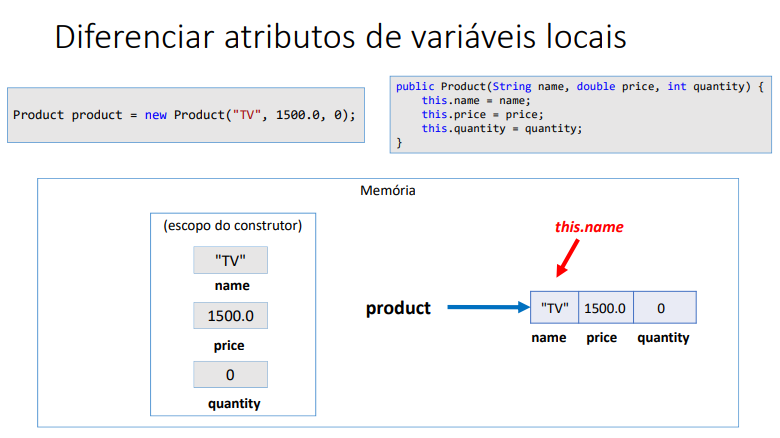 Diferenciar atributos de variáveis locais
Product product = new Product("TV", 1500.0, 0);
public Product(String name, double price, int quantity) {
this.name = name;
this.price = price;
this.quantity = quantity;
}
Memória
(escopo do construtor)
"TV"
name
1500.0
price
0
quantity
this.name
product
"TV" 1500.0 0
name price quantity